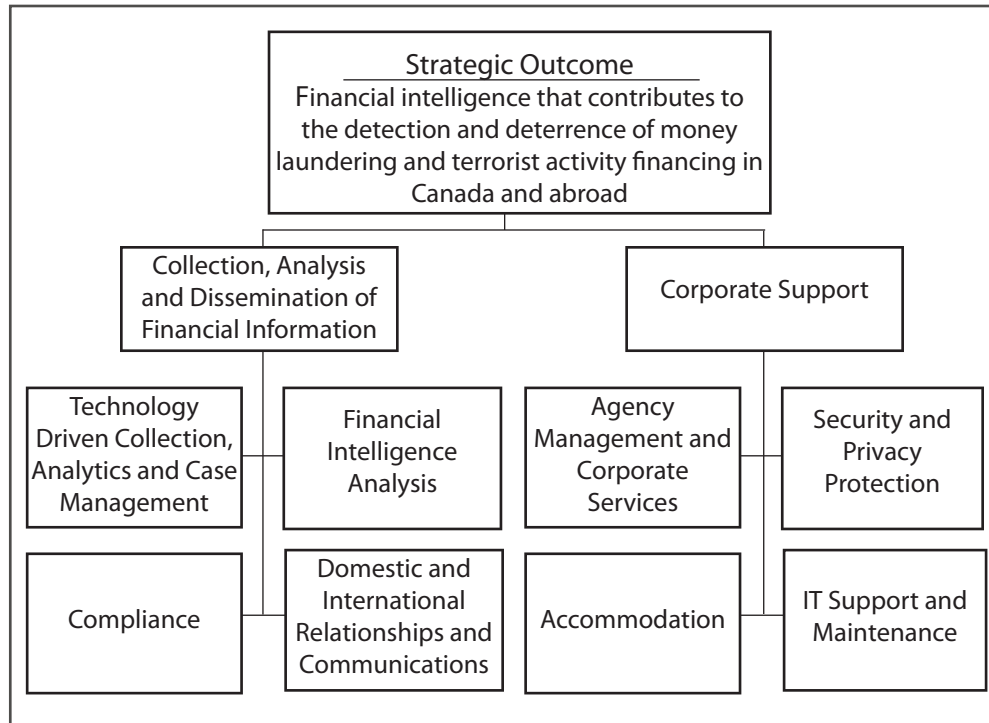 Strategic Outcome
Financial intelligence that contributes to
the detection and deterrence of money
laundering and terrorist activity financing in
Canada and abroad
Collection, Analysis
and Dissemination of
Financial Information
Corporate Support
Technology
Driven Collection,
Analytics and Case
Management
Financial
Intelligence
Analysis
Agency
Management and
Corporate
Services
Security and
Privacy
Protection
Compliance
Domestic and
International
Relationships and
Communications
Accommodation
IT Support and
Maintenance